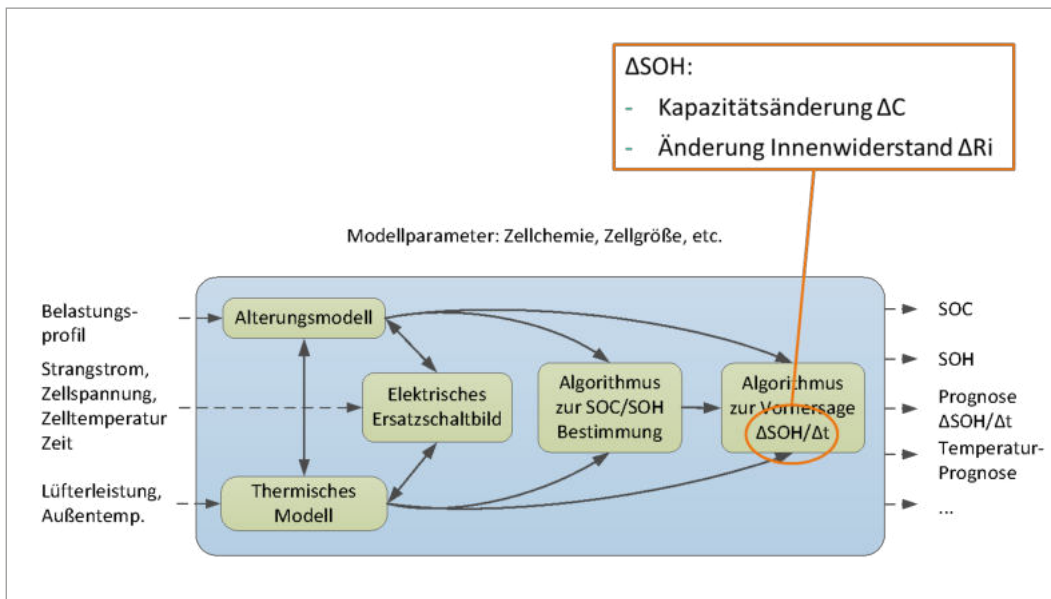 ΔSOH:
- Kapazitätsänderung ΔC
- Änderung Innenwiderstand ΔRi
Modellparameter: Zellchemie, Zellgröße, etc.
Belastungs-
profil
Strangstrom,
Zellspannung,
Zelltemperatur
Zeit
Lüfterleistung,
Außentemp.
Alterungsmodell
Elektrisches
Ersatzschaltbild
Thermisches
Modell
Algorithmus
zur SOC/SOH
Bestimmung
Algorithmus
zur Vorhersage
ΔSOH/Δt
SOC
SOH
Prognose
ΔSOH/Δt
Temperatur-
Prognose
...